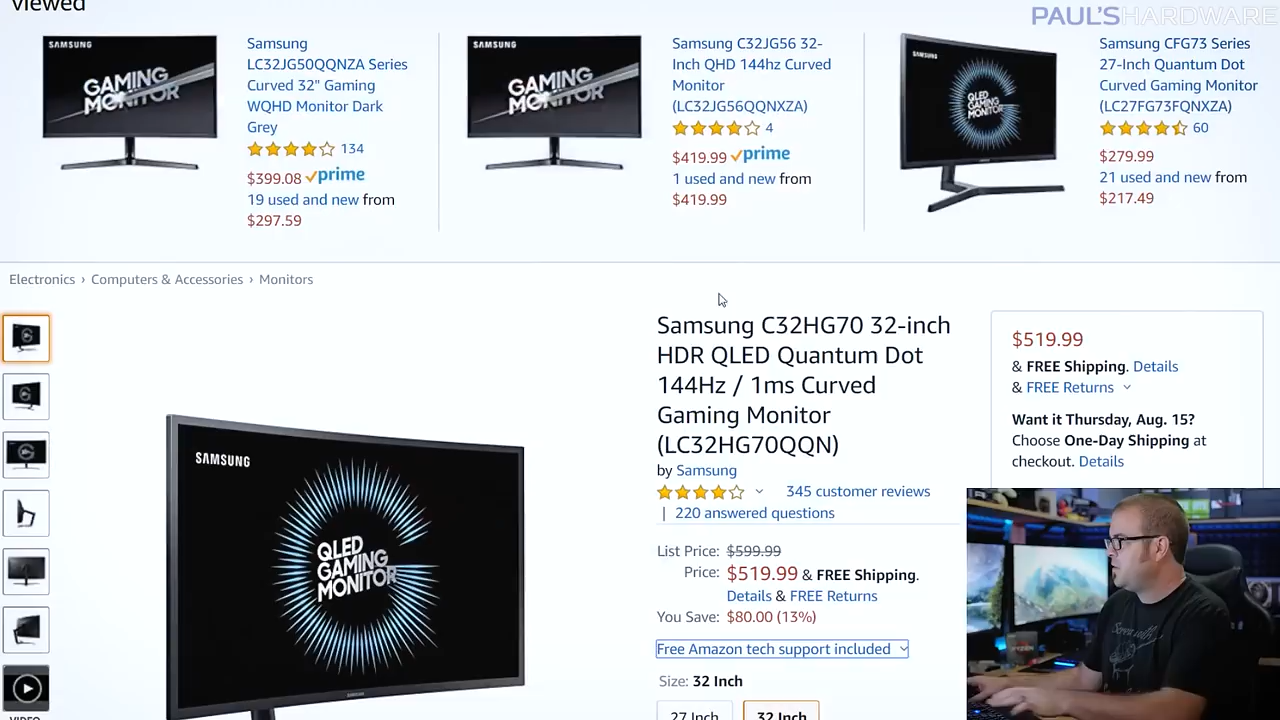 viewed
PAUL'SHARDWARE
SAMSUNG
GAMING
MONITOR
Samsung
LC32JG50QQNZA Series
Curved 32" Gaming
WQHD Monitor Dark
Grey
134
$399.08 prime
19 used and new from
$297.59
SAMSUNG
GAMING
MONITOR
Samsung C32JG56 32-
Inch QHD 144hz Curved
Monitor
(LC32JG56QQNXZA)
4
$419.99 prime
1 used and new from
$419.99
SAMSUNG
QLED
GAMING
MONITOR
Samsung CFG73 Series
27-Inch Quantum Dot
Curved Gaming Monitor
(LC27FG73FQNXZA)
60
$279.99
21 used and new from
$217.49
Electronics › Computers & Accessories › Monitors
SAMSUNG
QLED
GAMING
MONITOR
VIDEO
Samsung C32HG70 32-inch
HDR QLED Quantum Dot
144Hz / 1ms Curved
Gaming Monitor
(LC32HG70QQN)
by Samsung
345 customer reviews
| 220 answered questions
List Price: $599.99
Price: $519.99 & FREE Shipping.
Details & FREE Returns
You Save: $80.00 (13%)
Free Amazon tech support included
Size: 32 Inch
27 Inch
32 Inch
$519.99
& FREE Shipping. Details
& FREE Returns
Want it Thursday, Aug. 15?
Choose One-Day Shipping at
checkout. Details